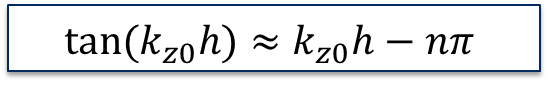 tan(k_{z0}h) ≈ k_{z0}h − nπ